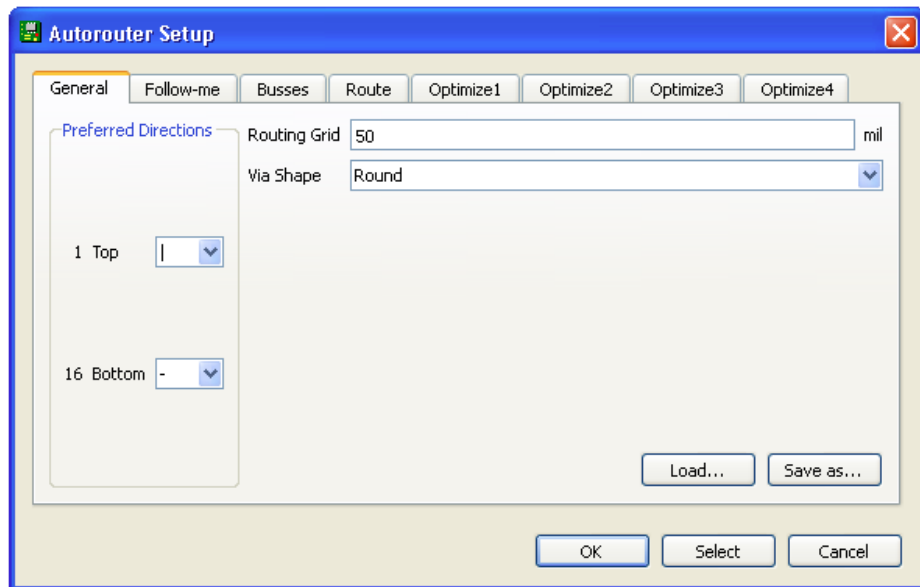 Autorouter Setup
General Follow-me Busses Route Optimize1 Optimize2 Optimize3 Optimize4
Preferred Directions
Routing Grid 50 mil
Via Shape Round
1 Top |
16 Bottom -
Load... Save as...
OK Select Cancel